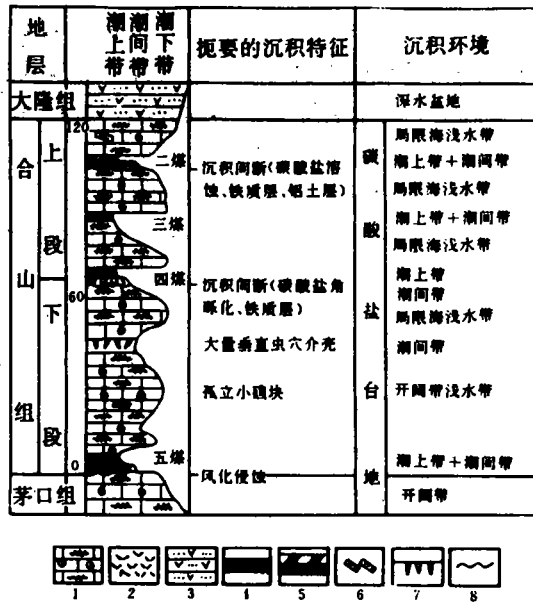 地层
潮上带 潮间带 潮下带
扼要的沉积特征
沉积环境
大隆组
深水盆地
120
合山组
上段
下段
碳酸盐台地
局限海浅水带
二煤
沉积间断(碳酸盐溶
蚀、铁质层、铝土层)
潮上带+潮间带
局限海浅水带
三煤
潮上带+潮间带
局限海浅水带
四煤
沉积间断(碳酸盐角
砾化、铁质层)
潮上带
潮间带
60
局限海浅水带
大量垂直虫穴介壳
潮间带
孤立小礁块
开阔带浅水带
五煤
潮上带+潮间带
0
风化侵蚀
茅口组
开阔带
1 2 3 4 5 6 7 8